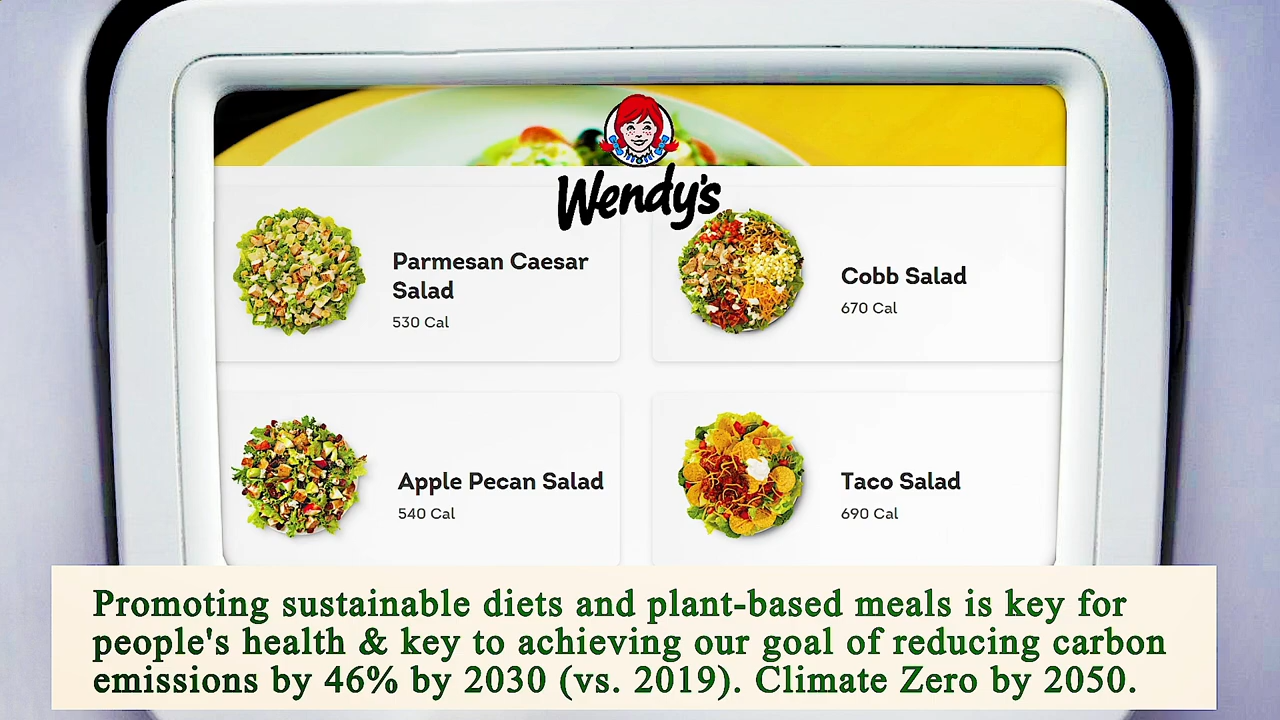 Wendy's
Parmesan Caesar
Salad
530 Cal
Cobb Salad
670 Cal
Apple Pecan Salad
540 Cal
Taco Salad
690 Cal
Promoting sustainable diets and plant-based meals is key for
people's health & key to achieving our goal of reducing carbon
emissions by 46% by 2030 (vs. 2019). Climate Zero by 2050.